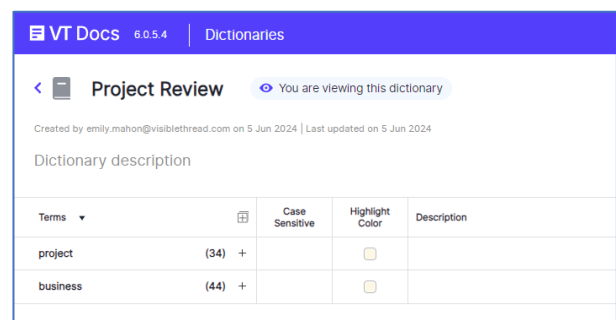 VT Docs 6.0.5.4 Dictionaries
Project Review You are viewing this dictionary
Created by emily.mahon@visiblethread.com on 5 Jun 2024 | Last updated on 5 Jun 2024
Dictionary description
Terms Case Sensitive Highlight Color Description
project (34) +
business (44) +